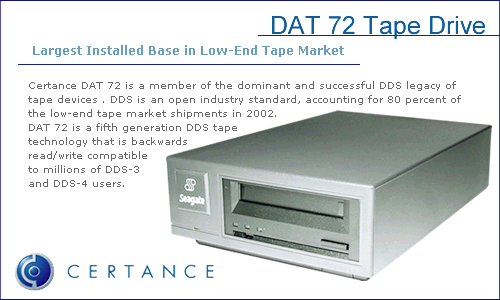 DAT 72 Tape Drive
Largest Installed Base in Low-End Tape Market
Certance DAT 72 is a member of the dominant and successful DDS legacy of
tape devices . DDS is an open industry standard, accounting for 80 percent of
the low-end tape market shipments in 2002.
DAT 72 is a fifth generation DDS tape
technology that is backwards
read/write compatible
to millions of DDS-3
and DDS-4 users.
Seagate
CERTANCE